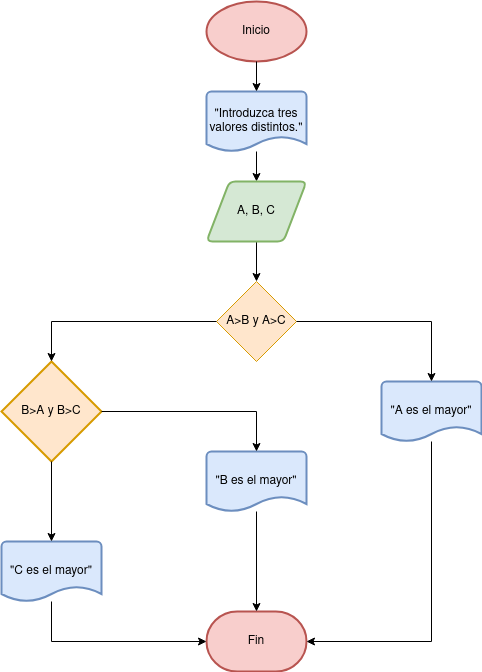 Inicio
"Introduzca tres
valores distintos."
A, B, C
A>B y A>C
B>A y B>C
"A es el mayor"
"B es el mayor"
"C es el mayor"
Fin